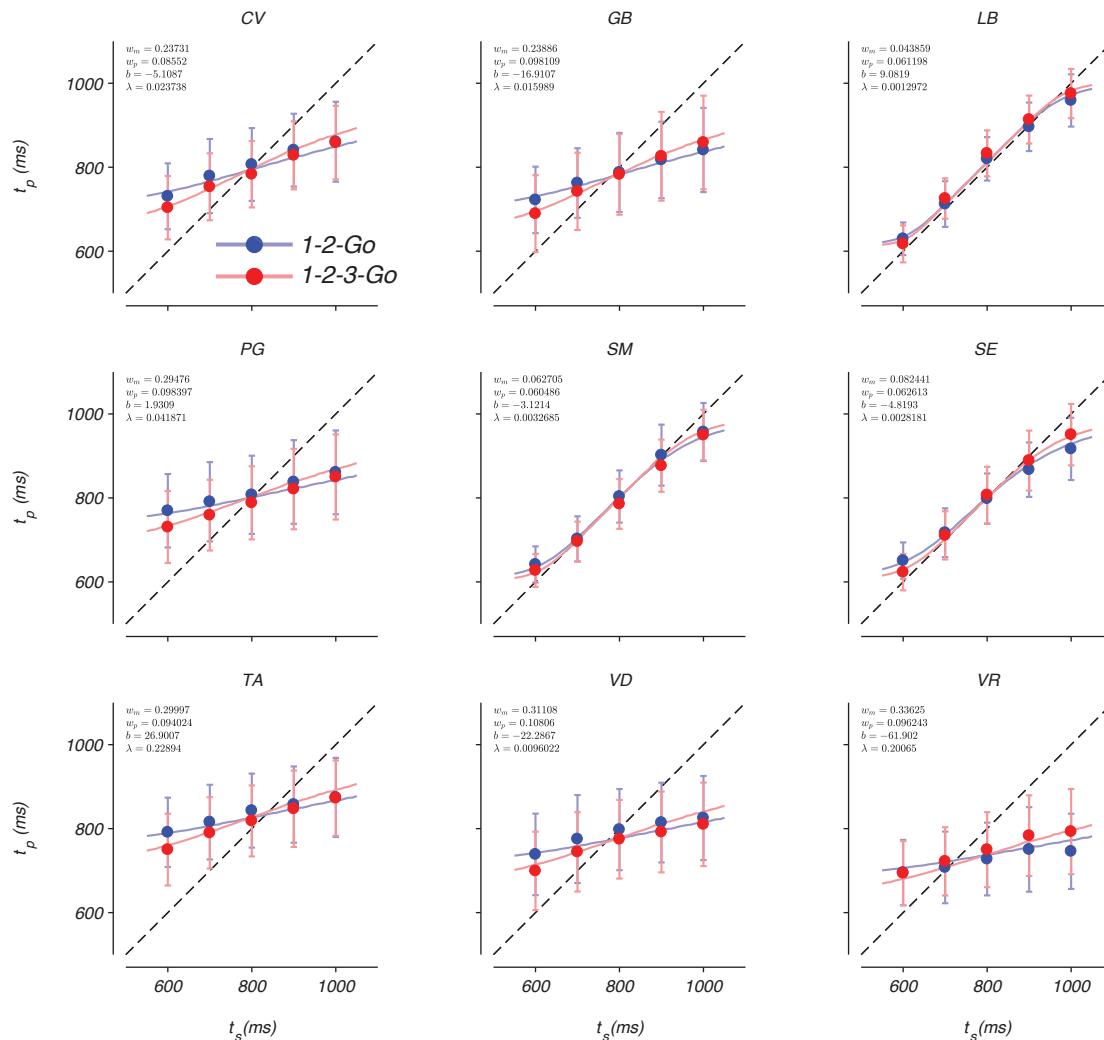 CV
GB
LB
w_m = 0.23731
w_p = 0.08552
b = −5.1087
λ = 0.023738
w_m = 0.23886
w_p = 0.098109
b = −16.9107
λ = 0.015989
w_m = 0.043859
w_p = 0.061198
b = 9.0819
λ = 0.0012972
t_p (ms)
1000
800
600
1-2-Go
1-2-3-Go
PG
SM
SE
w_m = 0.29476
w_p = 0.098397
b = 1.9309
λ = 0.041871
w_m = 0.062705
w_p = 0.060486
b = −3.1214
λ = 0.0032685
w_m = 0.082441
w_p = 0.062613
b = −4.8193
λ = 0.0028181
t_p (ms)
1000
800
600
TA
VD
VR
w_m = 0.29997
w_p = 0.094024
b = 26.9007
λ = 0.22894
w_m = 0.31108
w_p = 0.10806
b = −22.2867
λ = 0.0096022
w_m = 0.33625
w_p = 0.096243
b = −61.902
λ = 0.20065
t_p (ms)
1000
800
600
600 800 1000
600 800 1000
600 800 1000
t_s(ms)
t_s(ms)
t_s(ms)